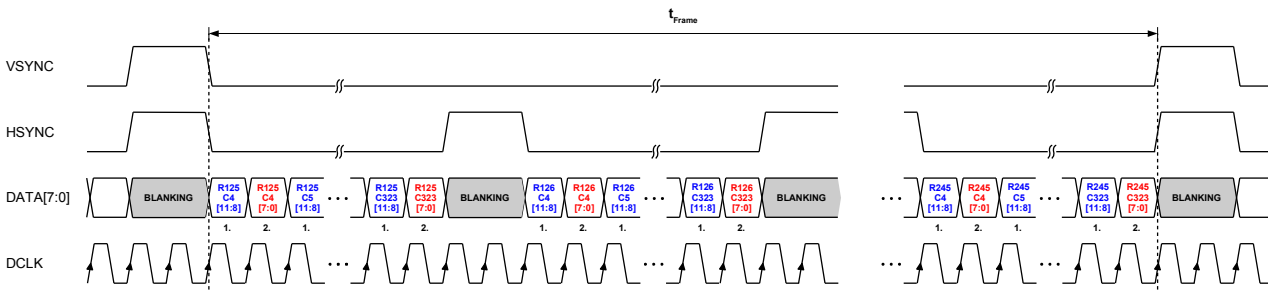 tFrame
VSYNC
HSYNC
DATA[7:0]
BLANKING
R125 C4 [11:8]
R125 C4 [7:0]
R125 C5 [11:8]
R125 C323 [11:8]
R125 C323 [7:0]
BLANKING
R126 C4 [11:8]
R126 C4 [7:0]
R126 C5 [11:8]
R126 C323 [11:8]
R126 C323 [7:0]
BLANKING
R245 C4 [11:8]
R245 C4 [7:0]
R245 C5 [11:8]
R245 C323 [11:8]
R245 C323 [7:0]
BLANKING
1. 2. 1. 1. 2. 1. 2. 1. 1. 2. 1. 2. 1. 1. 2.
DCLK